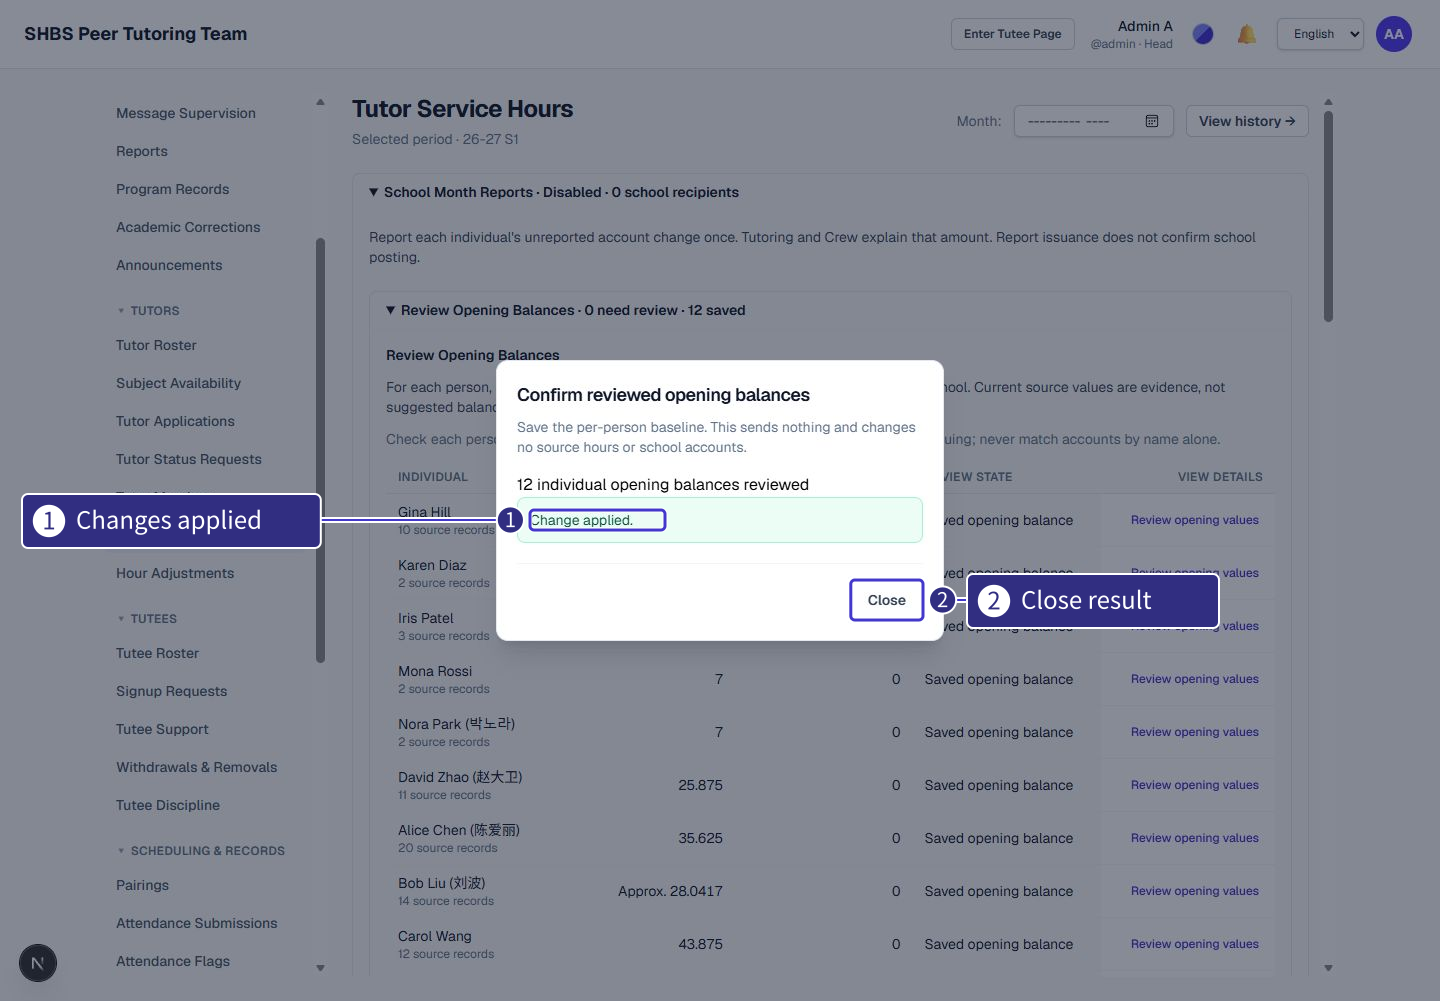 SHBS Peer Tutoring Team
Enter Tutee Page
Admin A
@admin · Head
English
AA
Message Supervision
Reports
Program Records
Academic Corrections
Announcements
TUTORS
Tutor Roster
Subject Availability
Tutor Applications
Tutor Status Requests
Hour Adjustments
TUTEES
Tutee Roster
Signup Requests
Tutee Support
Withdrawals & Removals
Tutee Discipline
SCHEDULING & RECORDS
Pairings
Attendance Submissions
Attendance Flags
N
Tutor Service Hours
Selected period · 26-27 S1
Month: --------- ----
View history →
School Month Reports · Disabled · 0 school recipients
Report each individual's unreported account change once. Tutoring and Crew explain that amount. Report issuance does not confirm school
posting.
Review Opening Balances · 0 need review · 12 saved
Review Opening Balances
For each person, Current source values are evidence, not
suggested
Check each never match accounts by name alone.
INDIVIDUAL STATE VIEW DETAILS
Gina Hill opening balance Review opening values
10 source records
Karen Diaz opening balance Review opening values
2 source records
Iris Patel opening balance values
3 source records
Mona Rossi 7 0 Saved opening balance Review opening values
2 source records
Nora Park (박노라) 7 0 Saved opening balance Review opening values
2 source records
David Zhao (赵大卫) 25.875 0 Saved opening balance Review opening values
11 source records
Alice Chen (陈爱丽) 35.625 0 Saved opening balance Review opening values
20 source records
Bob Liu (刘波) Approx. 28.0417 0 Saved opening balance Review opening values
14 source records
Carol Wang 43.875 0 Saved opening balance Review opening values
12 source records
Confirm reviewed opening balances
Save the per-person baseline. This sends nothing and changes
no source hours or school accounts.
12 individual opening balances reviewed
Change applied.
Close
1 Changes applied
1
2
2 Close result